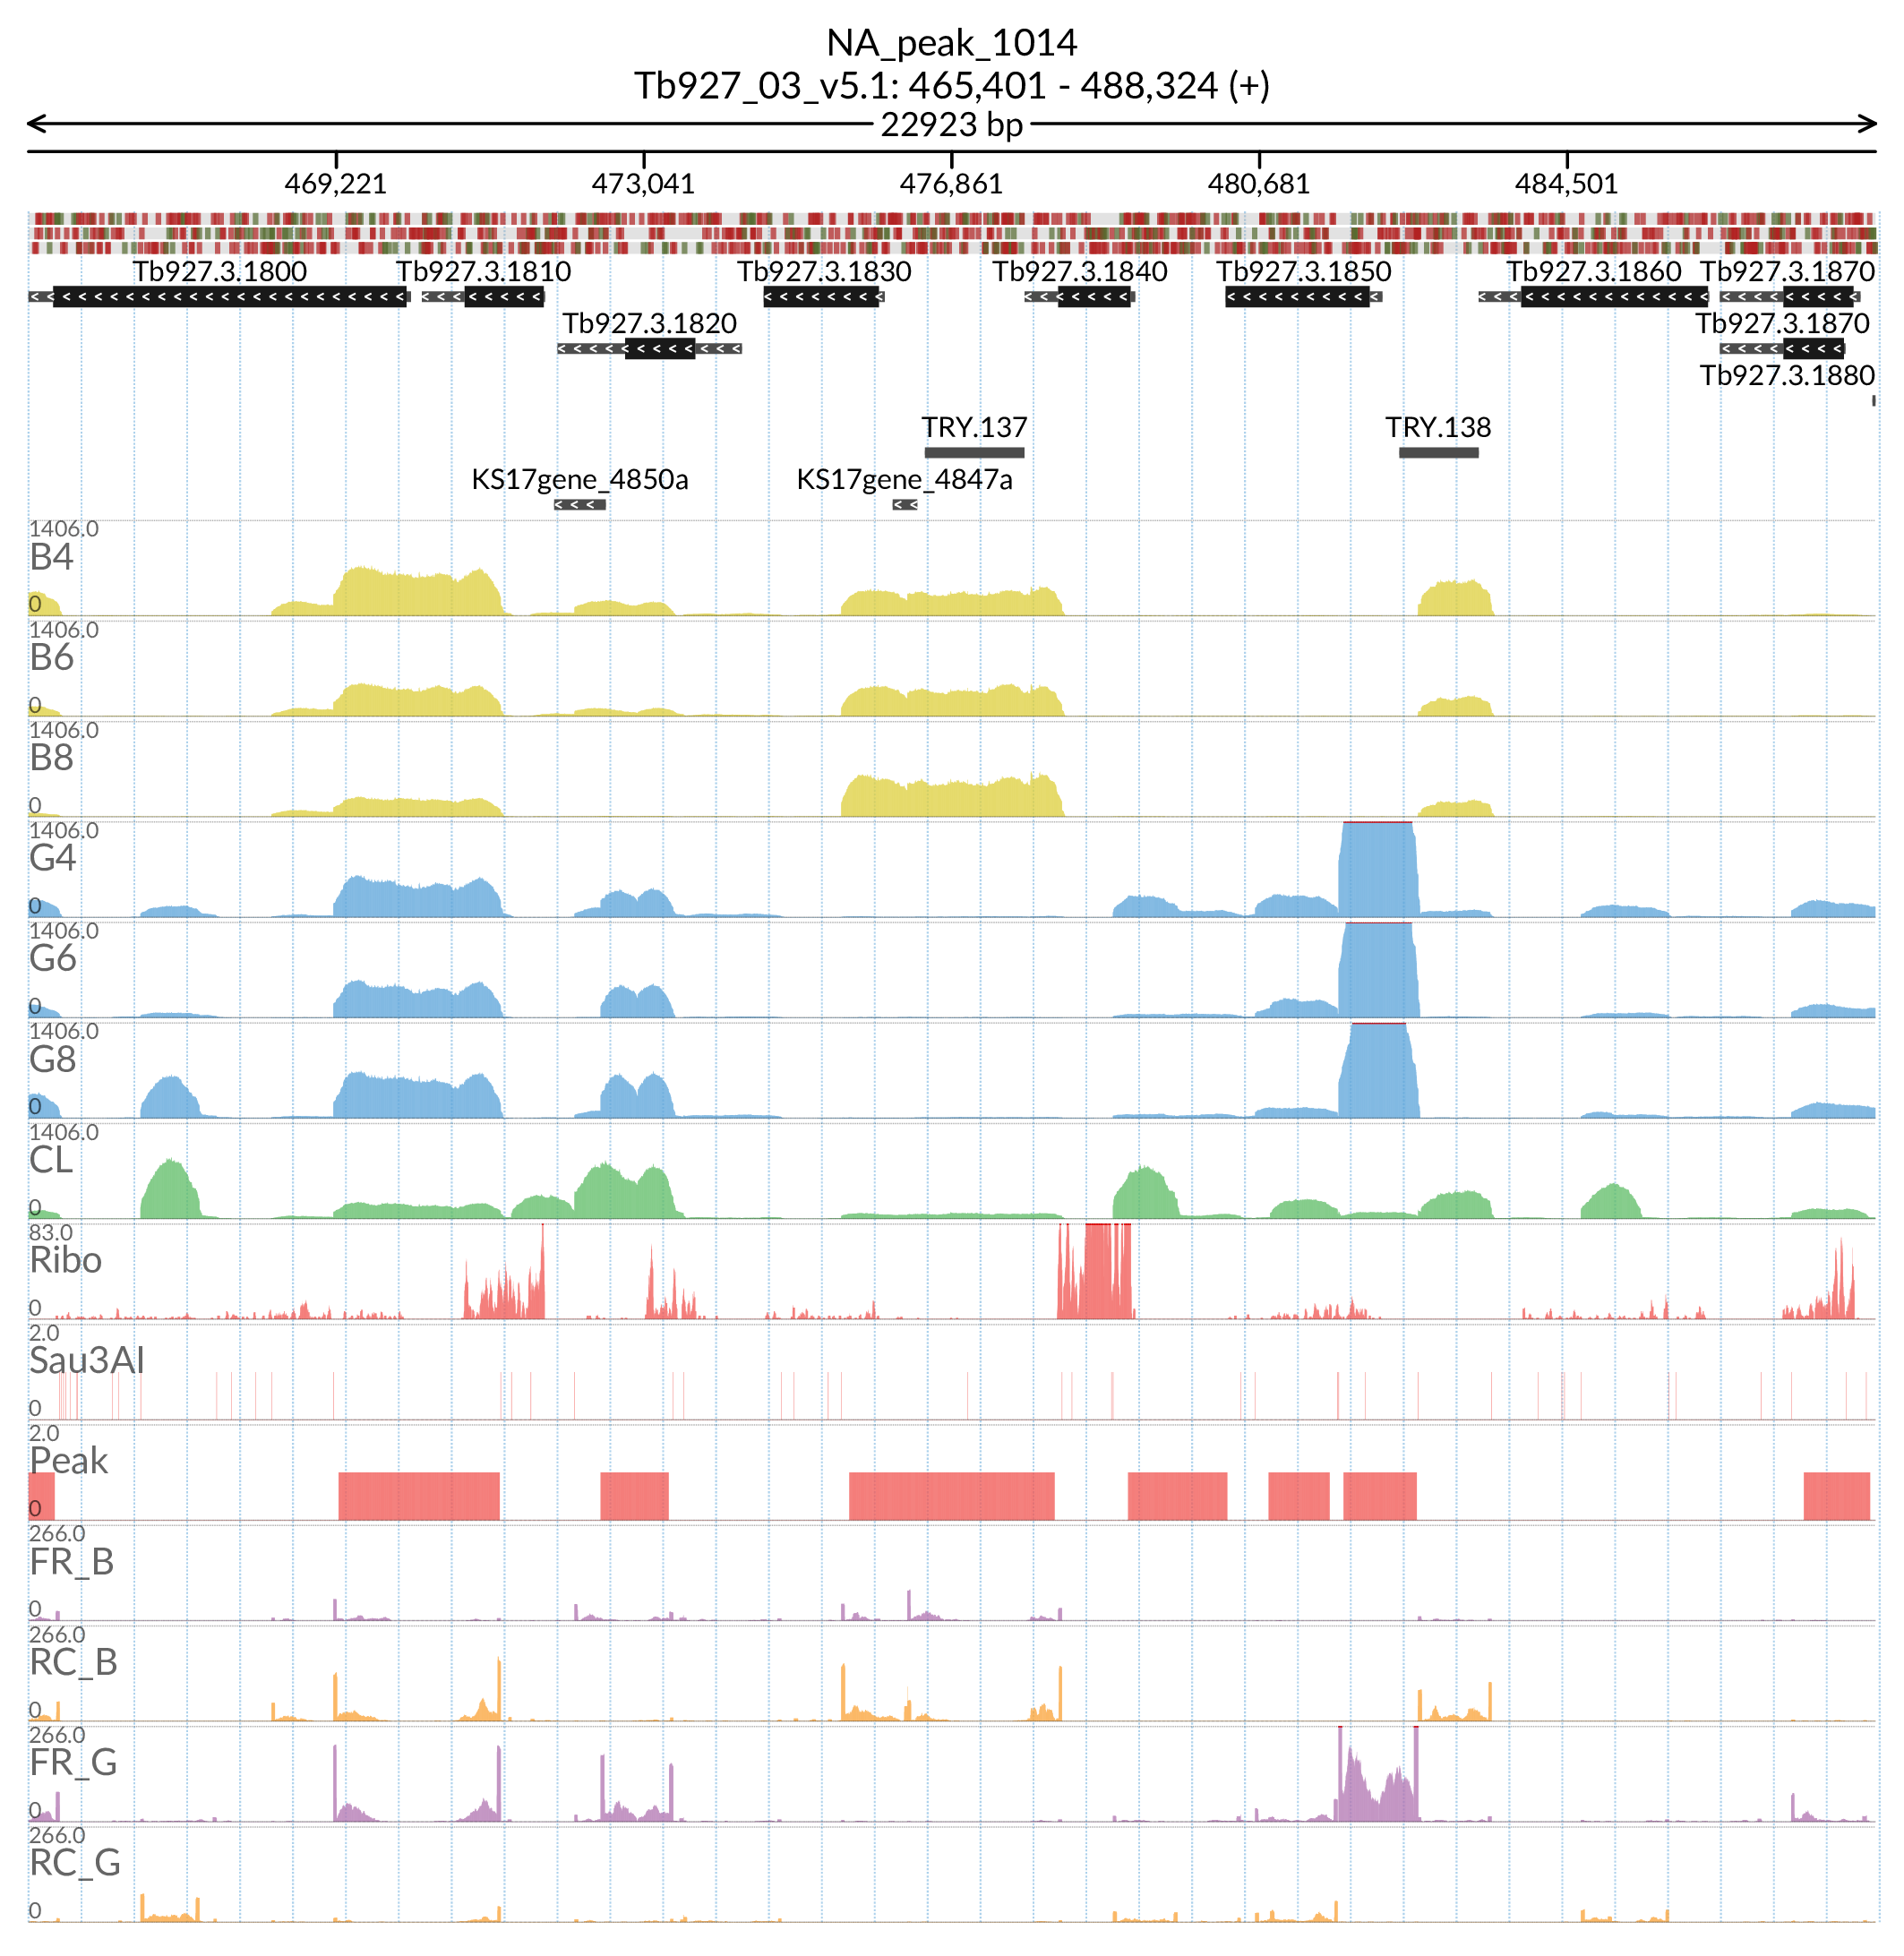 NA_peak_1014
Tb927_03_v5.1: 465,401 - 488,324 (+)
22923 bp
469,221 473,041 476,861 480,681 484,501
Tb927.3.1800 Tb927.3.1810 Tb927.3.1830 Tb927.3.1840 Tb927.3.1850 Tb927.3.1860 Tb927.3.1870
Tb927.3.1820 Tb927.3.1870
Tb927.3.1880
TRY.137 TRY.138
KS17gene_4850a KS17gene_4847a
1406.0
B4
0
1406.0
B6
0
1406.0
B8
0
1406.0
G4
0
1406.0
G6
0
1406.0
G8
0
1406.0
CL
0
83.0
Ribo
0
2.0
Sau3AI
0
2.0
Peak
0
266.0
FR_B
0
266.0
RC_B
0
266.0
FR_G
0
266.0
RC_G
0